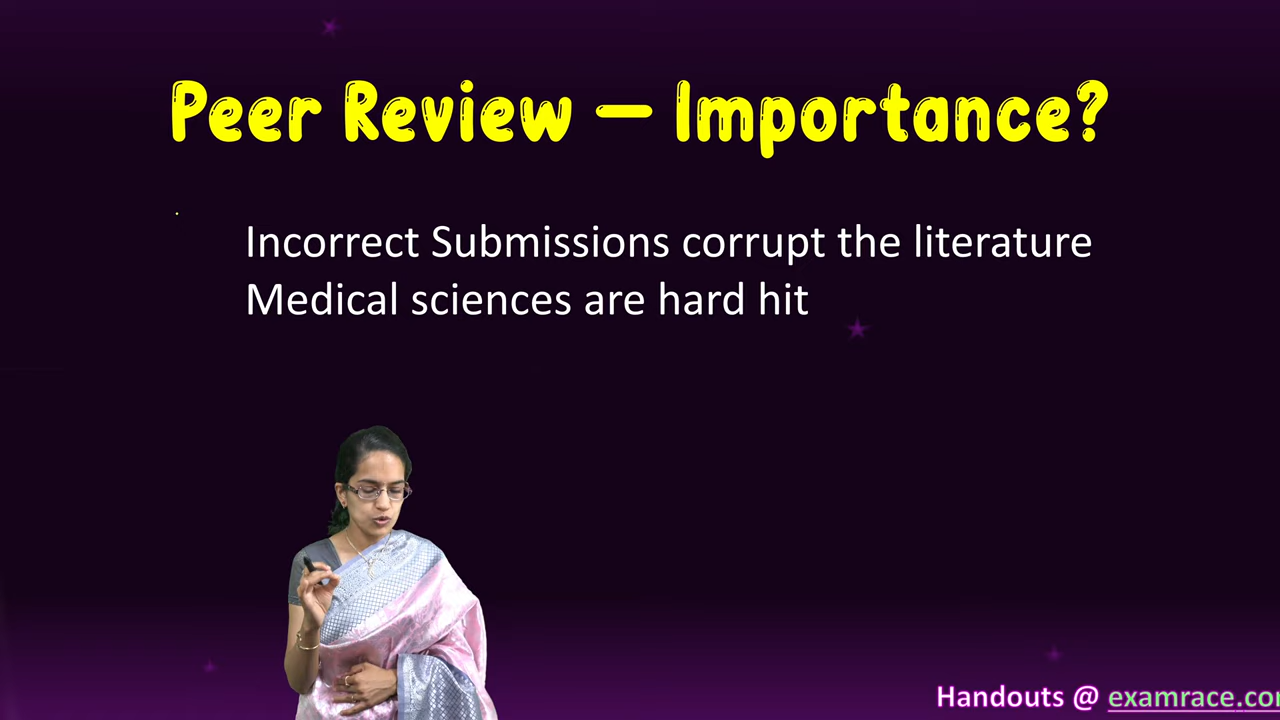 Peer Review – Importance?
Incorrect Submissions corrupt the literature
Medical sciences are hard hit
Handouts @ examrace.co